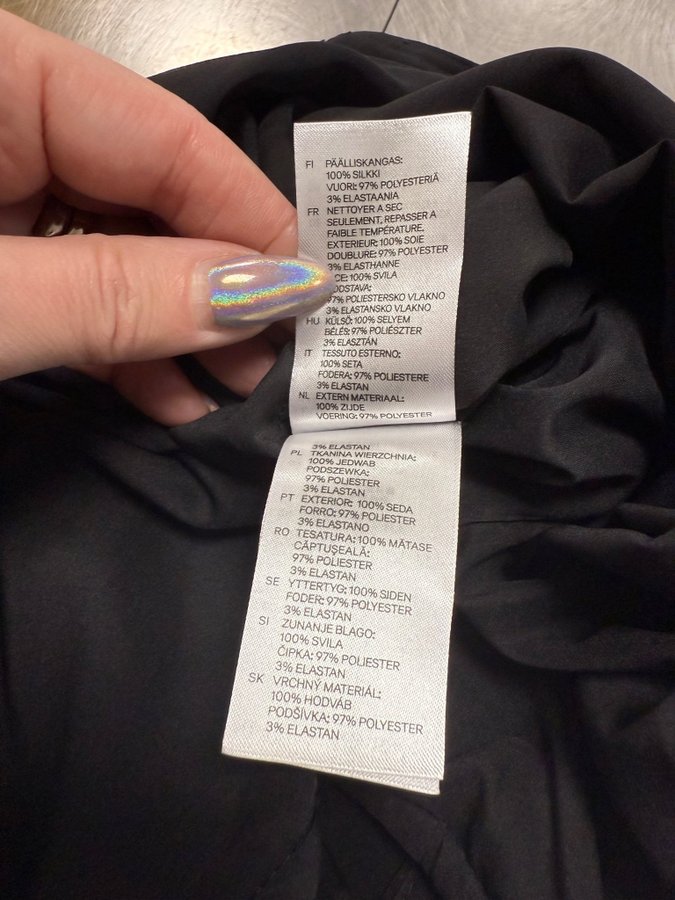 FI PÄÄLLISKANGAS:
100% SILKKI
VUORI: 97% POLYESTERIÄ
3% ELASTAANIA
FR NETTOYER A SEC
SEULEMENT, REPASSER A
FAIBLE TEMPÉRATURE.
EXTERIEUR: 100% SOIE
DOUBLURE: 97% POLYESTER
3% ELASTHANNE
100% SVILA
97% POLIESTERSKO VLAKNO
3% ELASTANSKO VLAKNO
HU KÜLSŐ: 100% SELYEM
BÉLÉS: 97% POLIÉSZTER
3% ELASZTÁN
IT TESSUTO ESTERNO:
100% SETA
FODERA: 97% POLIESTERE
3% ELASTAN
NL EXTERN MATERIAAL:
100% ZIJDE
VOERING: 97% POLYESTER
3% ELASTAN
PL TKANINA WIERZCHNIA:
100% JEDWAB
PODSZEWKA:
97% POLIESTER
3% ELASTAN
PT EXTERIOR: 100% SEDA
FORRO: 97% POLIESTER
3% ELASTANO
RO TESATURA: 100% MĂTASE
CĂPTUŞEALĂ:
97% POLIESTER
3% ELASTAN
SE YTTERTYG: 100% SIDEN
FODER: 97% POLYESTER
3% ELASTAN
SI ZUNANJE BLAGO:
100% SVILA
ČIPKA: 97% POLIESTER
3% ELASTAN
SK VRCHNÝ MATERIÁL:
100% HODVÁB
PODŠÍVKA: 97% POLYESTER
3% ELASTAN